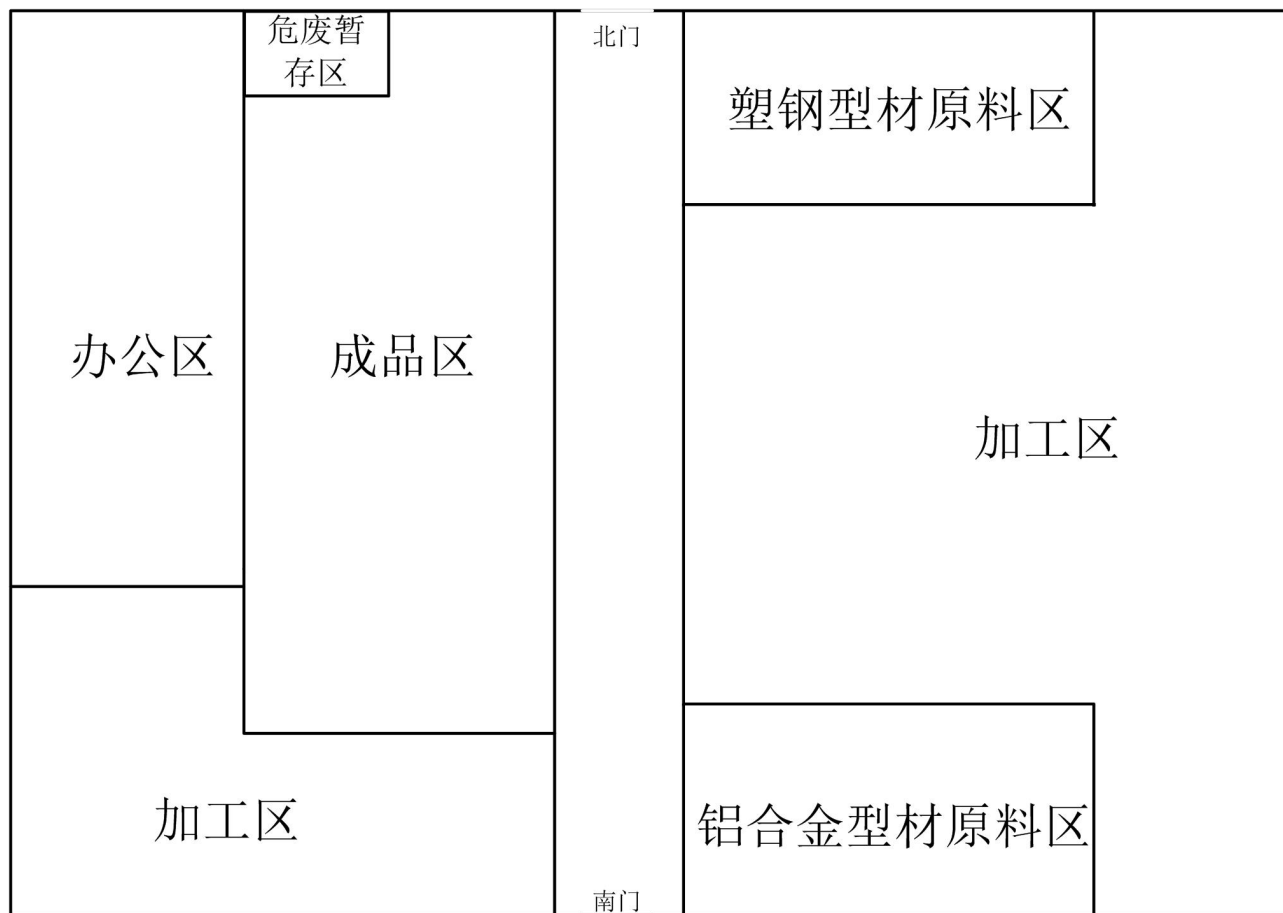 危废暂
存区
北门
塑钢型材原料区
办公区
成品区
加工区
加工区
铝合金型材原料区
南门